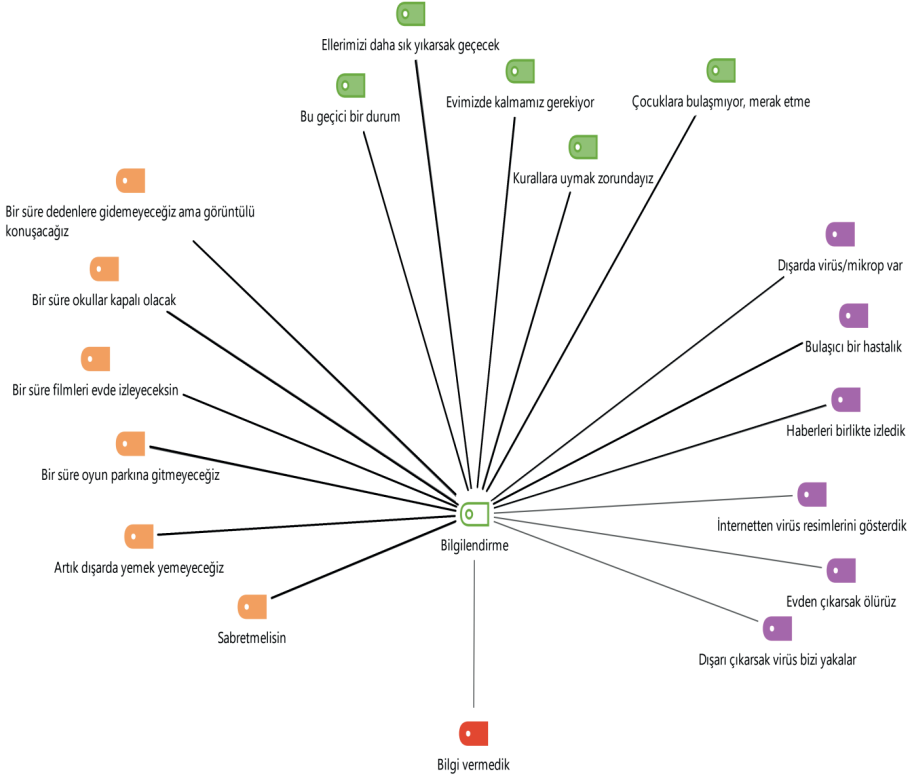 Ellerimizi daha sık yıkarsak geçecek
Bu geçici bir durum
Evimizde kalmamız gerekiyor
Çocuklara bulaşmıyor, merak etme
Kurallara uymak zorundayız
Bir süre dedenlere gidemeyeceğiz ama görüntülü
konuşacağız
Bir süre okullar kapalı olacak
Bir süre filmleri evde izleyeceksin
Bir süre oyun parkına gitmeyeceğiz
Artık dışarda yemek yemeyeceğiz
Sabretmelisin
Bilgilendirme
Dışarda virüs/mikrop var
Bulaşıcı bir hastalık
Haberleri birlikte izledik
İnternetten virüs resimlerini gösterdik
Evden çıkarsak ölürüz
Dışarı çıkarsak virüs bizi yakalar
Bilgi vermedik